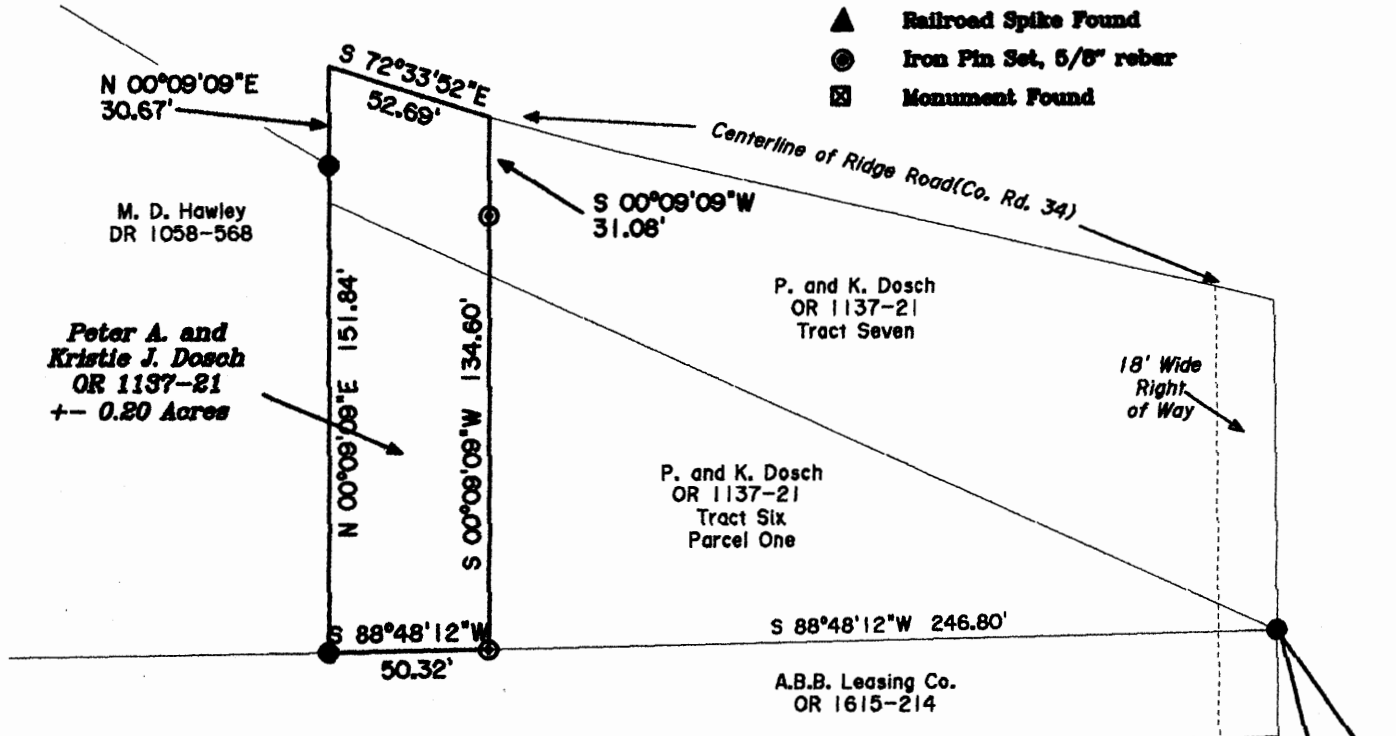 Railroad Spike Found
Iron Pin Set, 5/8" rebar
Monument Found
S 72°33'52"E
52.69'
N 00°09'09"E
30.67'
Centerline of Ridge Road(Co. Rd. 34)
S 00°09'09"W
31.08'
M. D. Hawley
DR 1058-568
P. and K. Dosch
OR 1137-21
Tract Seven
Peter A. and
Kristie J. Dosch
OR 1137-21
+- 0.20 Acres
N 00°09'09"E 151.84'
S 00°09'09"W 134.60'
18' Wide
Right
of Way
P. and K. Dosch
OR 1137-21
Tract Six
Parcel One
S 88°48'12"W
50.32'
S 88°48'12"W 246.80'
A.B.B. Leasing Co.
OR 1615-214